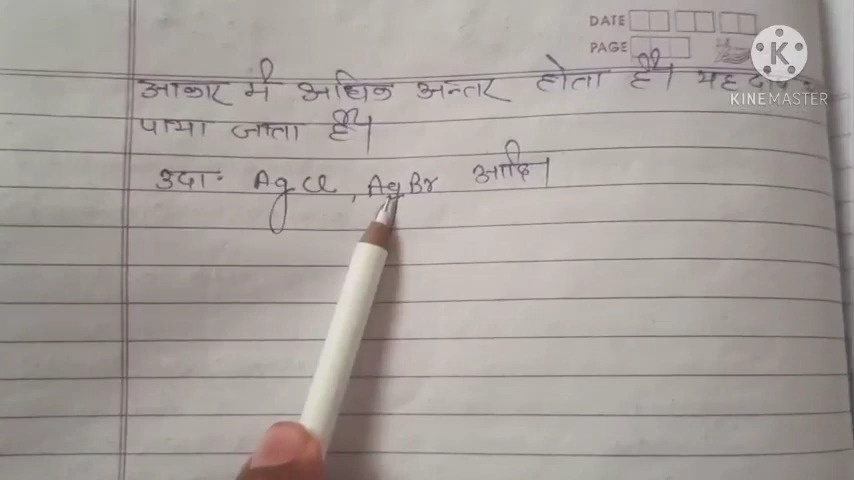 DATE
PAGE
KINEMASTER
आकार में अधिक अन्तर होता है। यह दोष
पाया जाता है।
उदाः AgCl, AgBr आदि।